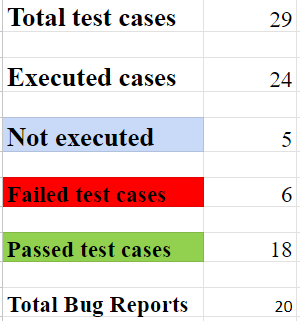 Total test cases 29
Executed cases 24
Not executed 5
Failed test cases 6
Passed test cases 18
Total Bug Reports 20